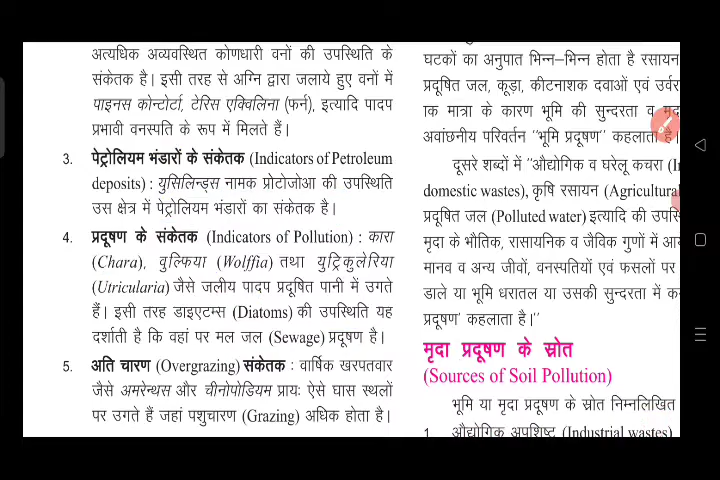 अत्यधिक अव्यवस्थित कोणधारी वनों की उपस्थिति के
संकेतक है। इसी तरह से अग्नि द्वारा जलाये हुए वनों में
पाइनस कोन्टोर्टा, टेरिस एक्विलिना (फर्न), इत्यादि पादप
प्रभावी वनस्पति के रूप में मिलते हैं।
3. पेट्रोलियम भंडारों के संकेतक (Indicators of Petroleum
deposits) : युसिलिन्ड्स नामक प्रोटोजोआ की उपस्थिति
उस क्षेत्र में पेट्रोलियम भंडारों का संकेतक है।
4. प्रदूषण के संकेतक (Indicators of Pollution) : कारा
(Chara), वुल्फिया (Wolffia) तथा युट्रिकुलेरिया
(Utricularia) जैसे जलीय पादप प्रदूषित पानी में उगते
हैं। इसी तरह डाइएटम्स (Diatoms) की उपस्थिति यह
दर्शाती है कि वहां पर मल जल (Sewage) प्रदूषण है।
5. अति चारण (Overgrazing) संकेतक : वार्षिक खरपतवार
जैसे अमरेन्थस और चीनोपोडियम प्रायः ऐसे घास स्थलों
पर उगते हैं जहां पशुचारण (Grazing) अधिक होता है।
घटकों का अनुपात भिन्न–भिन्न होता है रसायन
प्रदूषित जल, कूड़ा, कीटनाशक दवाओं एवं उर्वर
क मात्रा के कारण भूमि की सुन्दरता व
अवांछनीय परिवर्तन "भूमि प्रदूषण" कहलाता है।
दूसरे शब्दों में "औद्योगिक व घरेलू कचरा
domestic wastes), कृषि रसायन (Agricultural
प्रदूषित जल (Polluted water) इत्यादि की
मृदा के भौतिक, रासायनिक व जैविक गुणों में
मानव व अन्य जीवों, वनस्पतियों एवं फसलों पर
डाले या भूमि धरातल या उसकी सुन्दरता में
प्रदूषण' कहलाता है।"
मृदा प्रदूषण के स्रोत
(Sources of Soil Pollution)
भूमि या मृदा प्रदूषण के स्रोत निम्नलिखित
1. औद्योगिक अपशिष्ट (Industrial wastes)